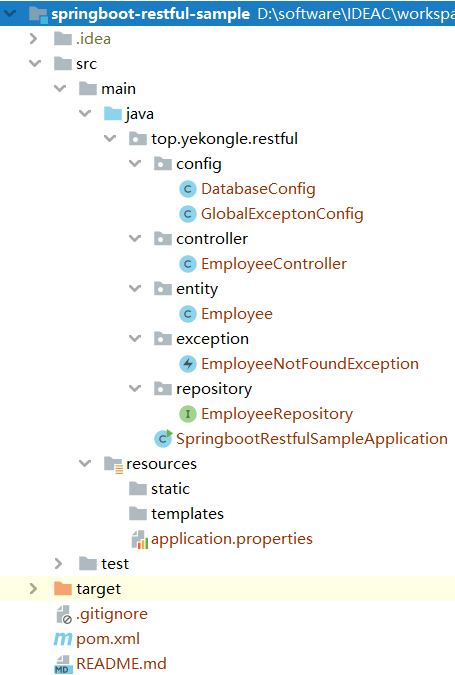 springboot-restful-sample D:\software\IDEAC\workspa
.idea
src
main
java
top.yekongle.restful
config
C DatabaseConfig
C GlobalExceptonConfig
controller
C EmployeeController
entity
C Employee
exception
EmployeeNotFoundException
repository
I EmployeeRepository
C SpringbootRestfulSampleApplication
resources
static
templates
application.properties
test
target
.gitignore
m pom.xml
MD README.md